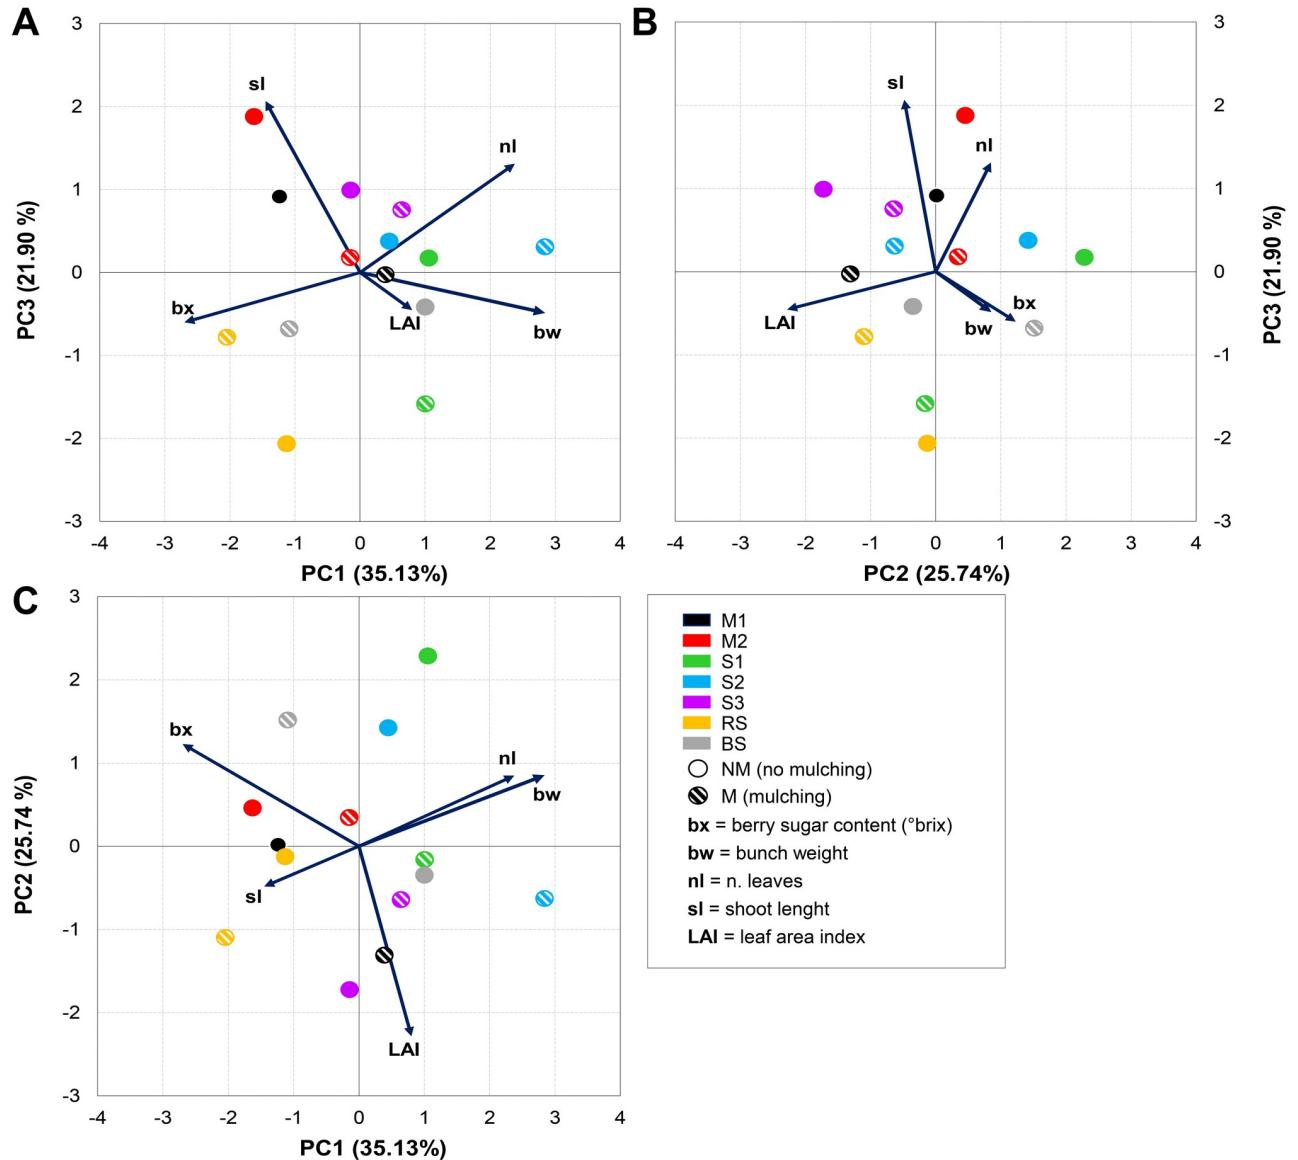 A
3
2
1
0
-1
-2
-3
PC3 (21.90 %)
sl
nl
bx
LAI
bw
-4 -3 -2 -1 0 1 2 3 4
PC1 (35.13%)
B
3
2
1
0
-1
-2
-3
PC3 (21.90 %)
sl
nl
bx
LAI
bw
-4 -3 -2 -1 0 1 2 3 4
PC2 (25.74%)
C
3
2
1
0
-1
-2
-3
PC2 (25.74 %)
bx
nl
bw
sl
LAI
-4 -3 -2 -1 0 1 2 3 4
PC1 (35.13%)
M1
M2
S1
S2
S3
RS
BS
NM (no mulching)
M (mulching)
bx = berry sugar content (°brix)
bw = bunch weight
nl = n. leaves
sl = shoot lenght
LAI = leaf area index